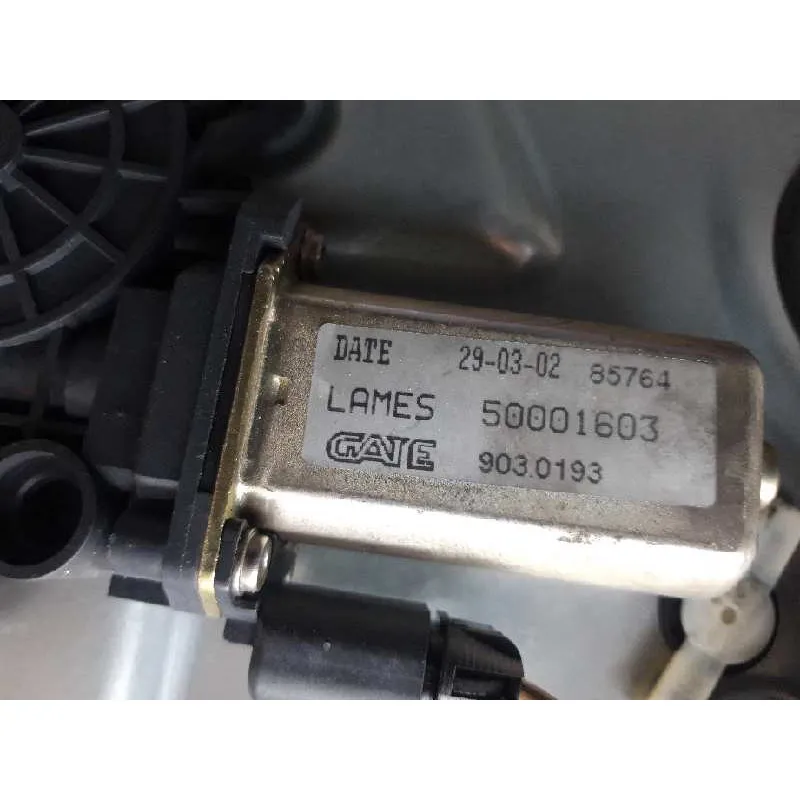 DATE 29-03-02 85764
LAMES 50001603
GATE 903.0193